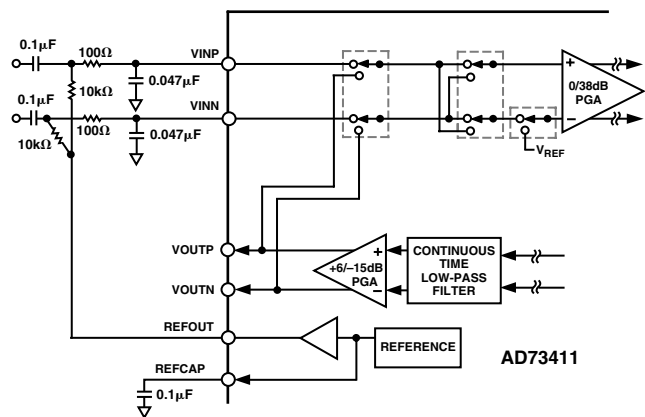 0.1µF
100Ω
VINP
0.047µF
10kΩ
0/38dB
PGA
+
−
0.1µF
VINN
100Ω
0.047µF
10kΩ
VREF
VOUTP
+6/–15dB
PGA
+
−
CONTINUOUS
TIME
LOW-PASS
FILTER
VOUTN
REFOUT
REFERENCE
AD73411
REFCAP
0.1µF